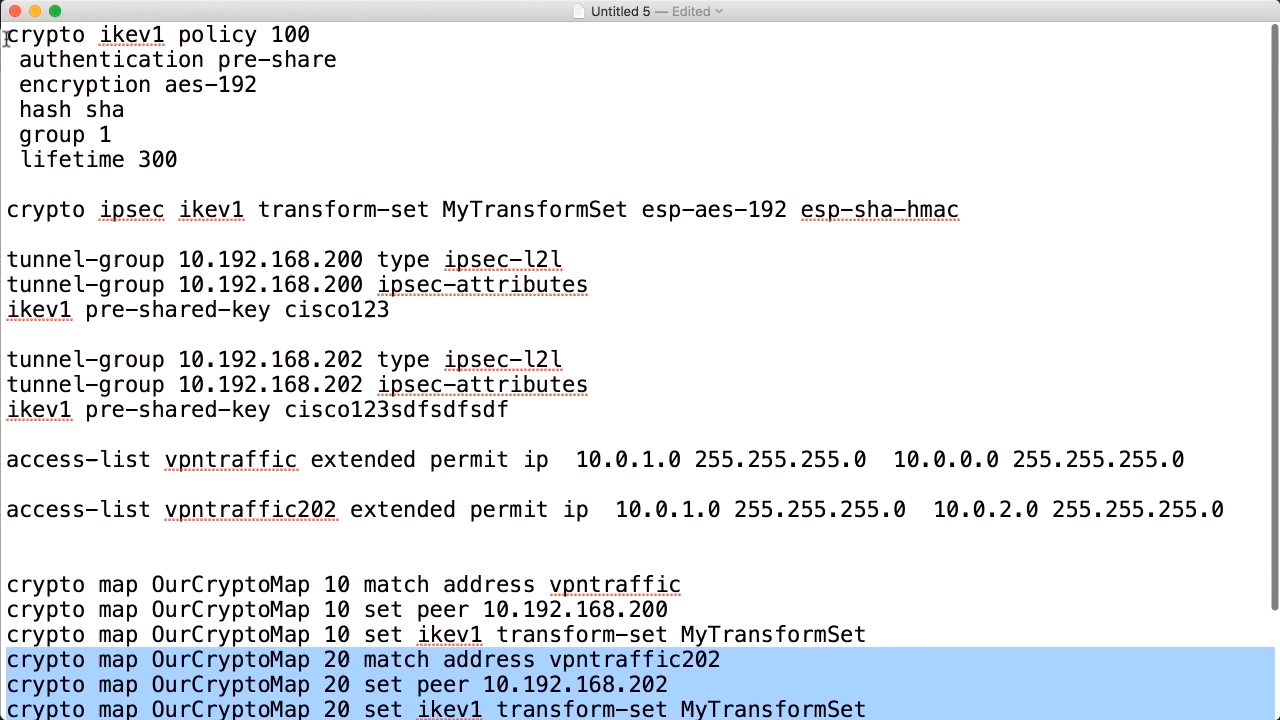 Untitled 5 — Edited
crypto ikev1 policy 100
authentication pre-share
encryption aes-192
hash sha
group 1
lifetime 300
crypto ipsec ikev1 transform-set MyTransformSet esp-aes-192 esp-sha-hmac
tunnel-group 10.192.168.200 type ipsec-l2l
tunnel-group 10.192.168.200 ipsec-attributes
ikev1 pre-shared-key cisco123
tunnel-group 10.192.168.202 type ipsec-l2l
tunnel-group 10.192.168.202 ipsec-attributes
ikev1 pre-shared-key cisco123sdfsdfsdf
access-list vpntraffic extended permit ip  10.0.1.0 255.255.255.0  10.0.0.0 255.255.255.0
access-list vpntraffic202 extended permit ip  10.0.1.0 255.255.255.0  10.0.2.0 255.255.255.0
crypto map OurCryptoMap 10 match address vpntraffic
crypto map OurCryptoMap 10 set peer 10.192.168.200
crypto map OurCryptoMap 10 set ikev1 transform-set MyTransformSet
crypto map OurCryptoMap 20 match address vpntraffic202
crypto map OurCryptoMap 20 set peer 10.192.168.202
crypto map OurCryptoMap 20 set ikev1 transform-set MyTransformSet